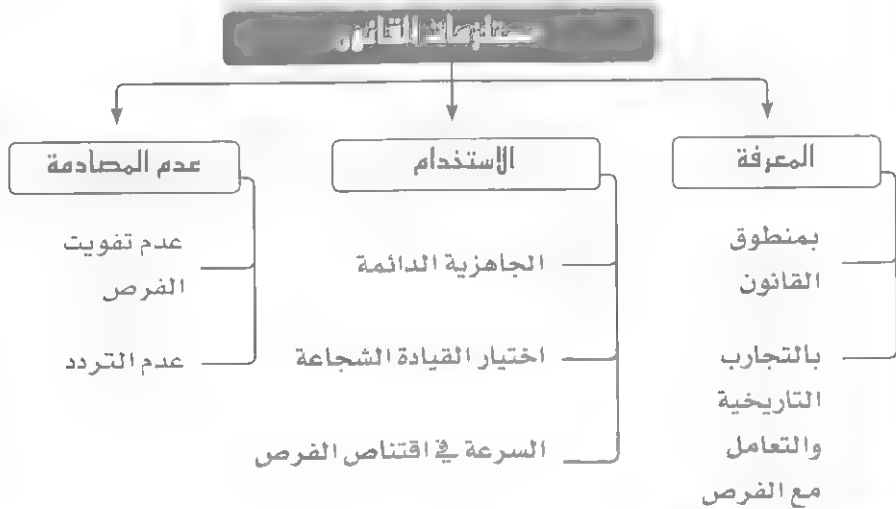 مستلزمات القانون
المعرفة
بمنطوق
القانون
بالتجارب
التاريخية
والتعامل
مع الفرص
الاستخدام
الجاهزية الدائمة
اختيار القيادة الشجاعة
السرعة في اقتناص الفرص
عدم المصادمة
عدم تفويت
الفرص
عدم التردد